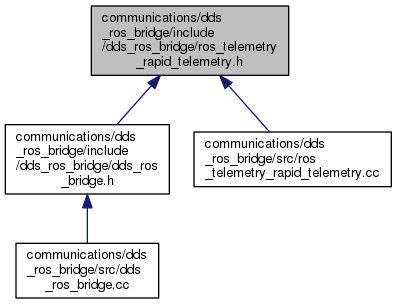 communications/dds
_ros_bridge/include
/dds_ros_bridge/ros_telemetry
_rapid_telemetry.h
communications/dds
_ros_bridge/include
/dds_ros_bridge/dds_ros
_bridge.h
communications/dds
_ros_bridge/src/ros
_telemetry_rapid_telemetry.cc
communications/dds
_ros_bridge/src/dds
_ros_bridge.cc